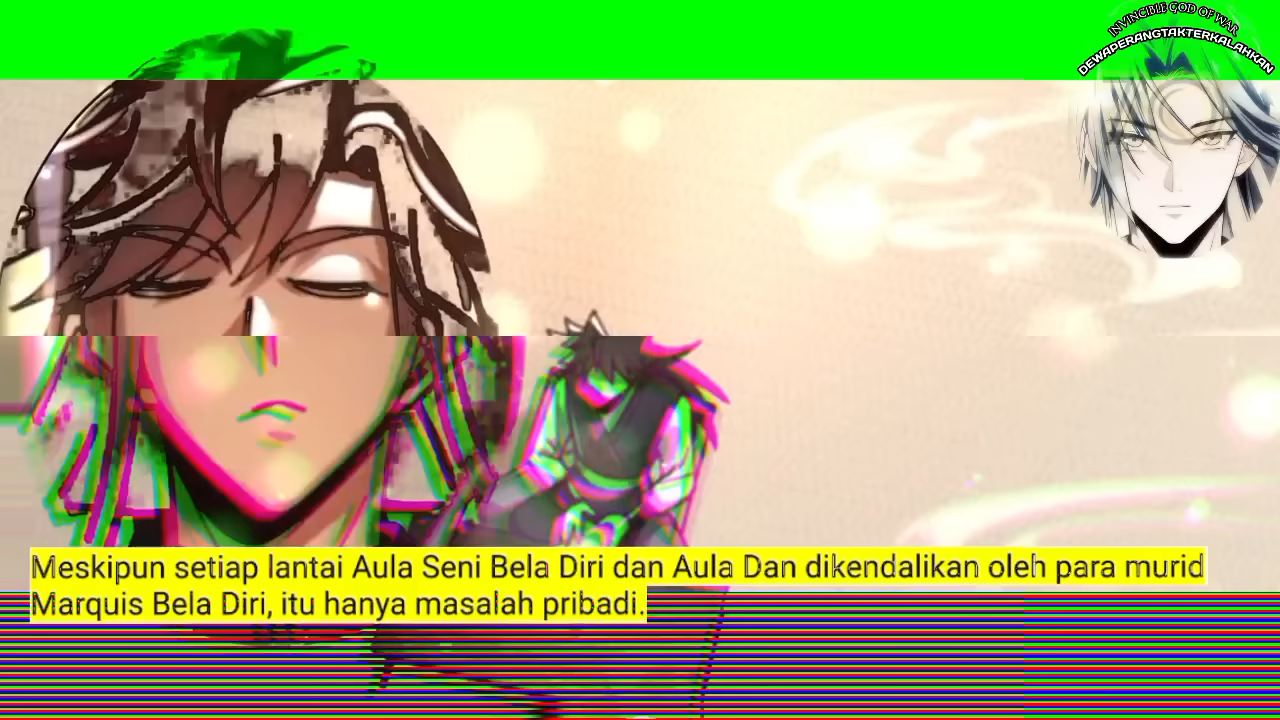 INVINCIBLE GOD OF WAR
DEWAPERANGTAKTERKALAHKAN
Meskipun setiap lantai Aula Seni Bela Diri dan Aula Dan dikendalikan oleh para murid
Marquis Bela Diri, itu hanya masalah pribadi.